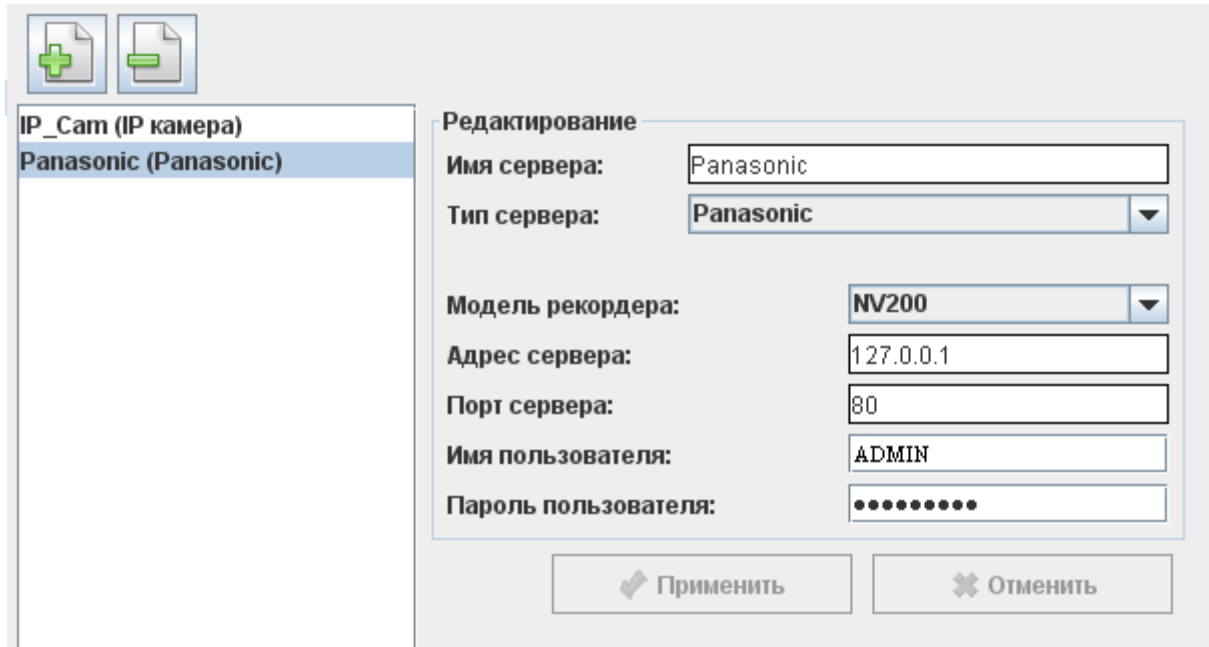 IP_Cam (IP камера)
Panasonic (Panasonic)
Редактирование
Имя сервера: Panasonic
Тип сервера: Panasonic
Модель рекордера: NV200
Адрес сервера: 127.0.0.1
Порт сервера: 80
Имя пользователя: ADMIN
Пароль пользователя: •••••••••
Применить Отменить